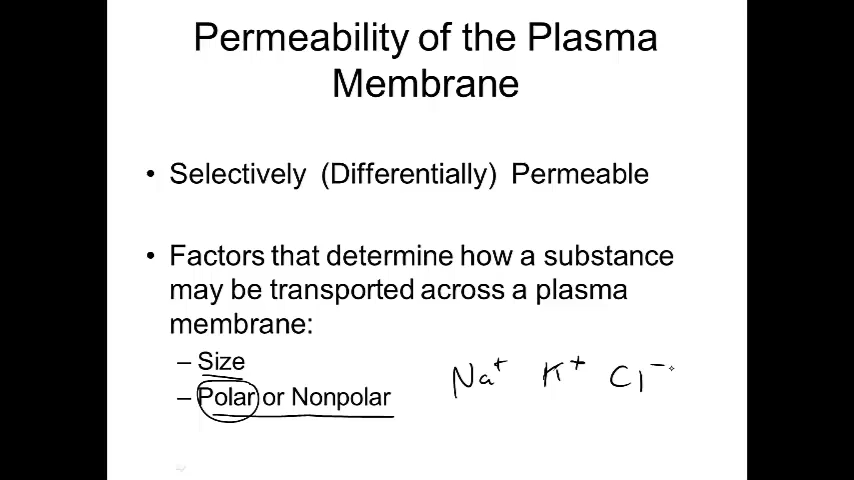 Permeability of the Plasma
Membrane
• Selectively (Differentially) Permeable
• Factors that determine how a substance
may be transported across a plasma
membrane:
– Size
– Polar or Nonpolar
Na⁺ K⁺ Cl⁻